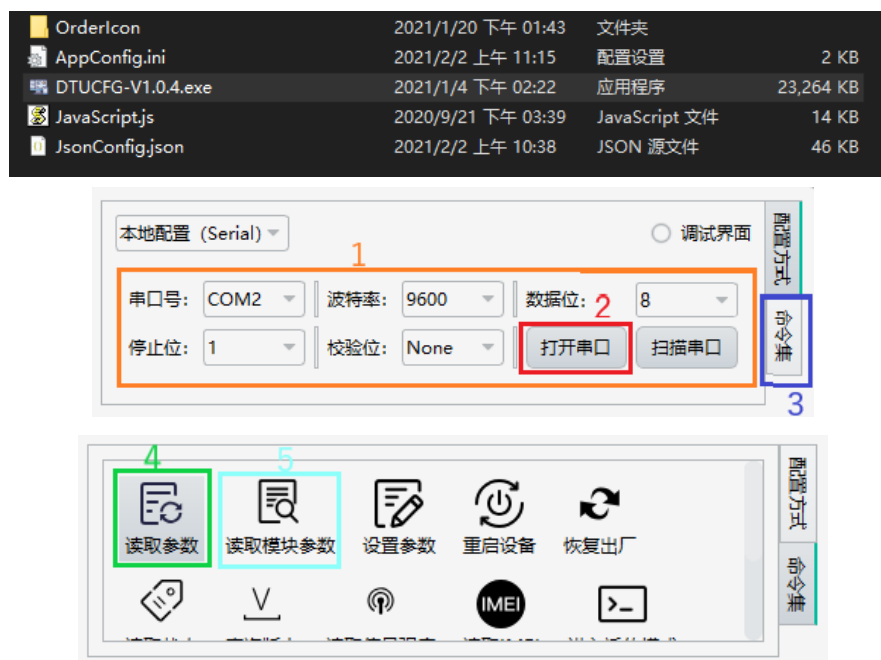 OrderIcon 2021/1/20 下午 01:43 文件夹
AppConfig.ini 2021/2/2 上午 11:15 配置设置 2 KB
DTUCFG-V1.0.4.exe 2021/1/4 下午 02:22 应用程序 23,264 KB
JavaScript.js 2020/9/21 下午 03:39 JavaScript 文件 14 KB
JsonConfig.json 2021/2/2 上午 10:38 JSON 源文件 46 KB
本地配置 (Serial) 调试界面
1
串口号: COM2 波特率: 9600 数据位: 8
2
停止位: 1 校验位: None 打开串口 扫描串口
配置方式
命令集
3
4 5
读取参数 读取模块参数 设置参数 重启设备 恢复出厂
V IMEI >_
配置方式
命令集